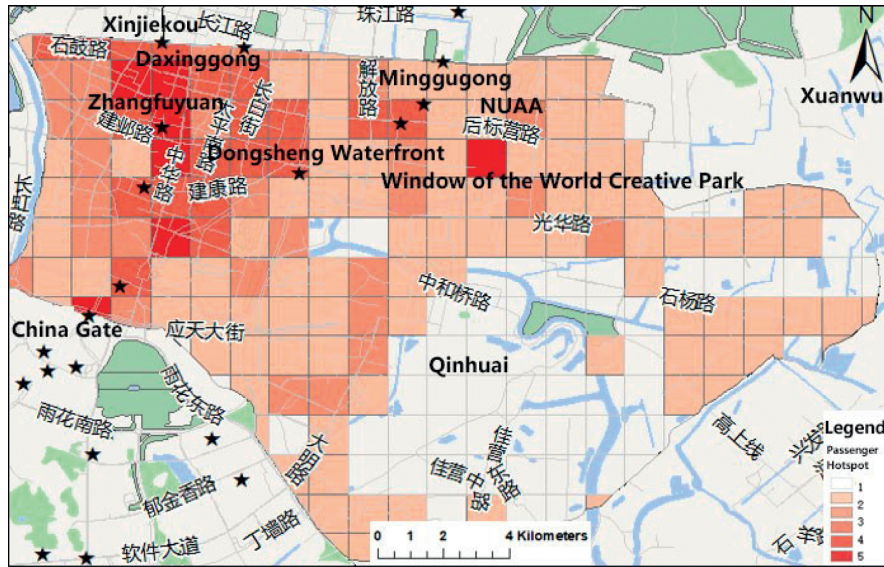 Xinjiekou
长江路
珠江路
N
石鼓路
Daxinggong
解放路
Minggugong
Xuanwu
Zhangfuyuan
长白街
太平南路
NUAA
建邺路
后标营路
中华路
Dongsheng Waterfront
建康路
Window of the World Creative Park
光华路
中和桥路
石杨路
China Gate
应天大街
Qinhuai
雨花东路
雨花南路
大明路
佳营东路
佳营中路
高上线
兴发路
Legend
Passenger
Hotspot
1
2
3
4
5
郁金香路
丁墙路
软件大道
0 1 2 4 Kilometers